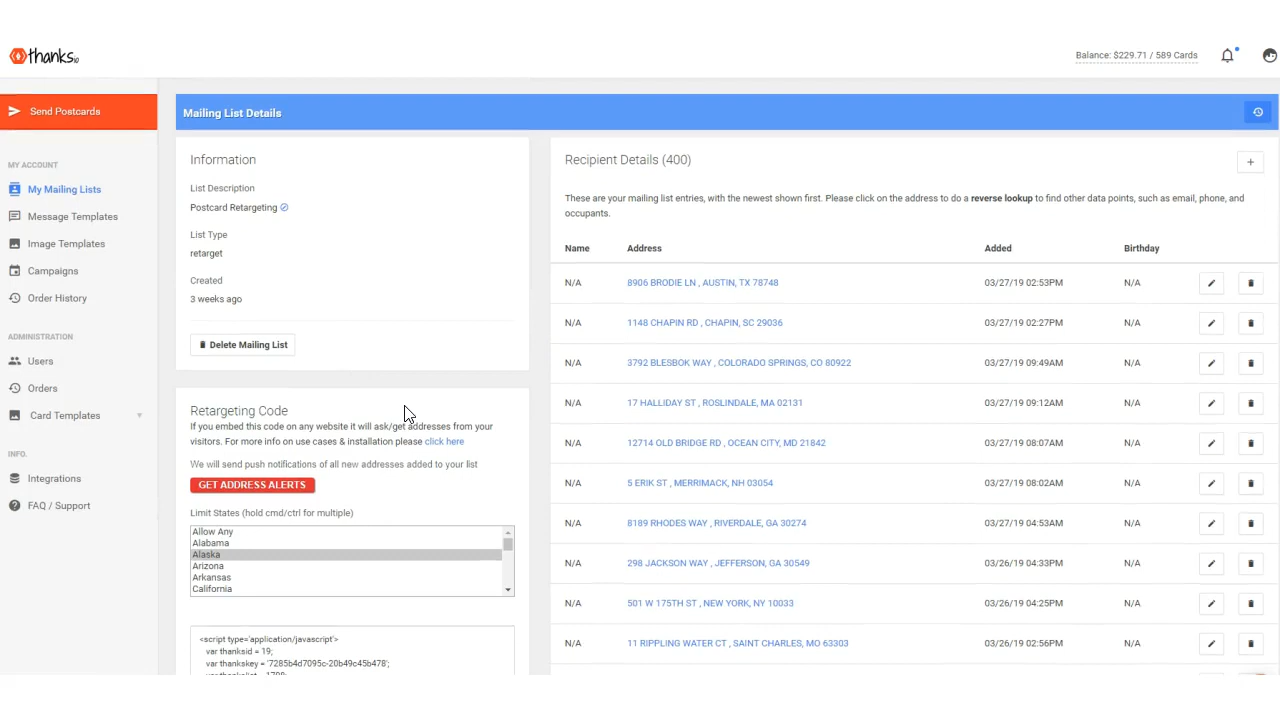 thanks.io
Balance: $229.71 / 589 Cards
Send Postcards
MY ACCOUNT
My Mailing Lists
Message Templates
Image Templates
Campaigns
Order History
ADMINISTRATION
Users
Orders
Card Templates
INFO.
Integrations
FAQ / Support
Mailing List Details
Information
List Description
Postcard Retargeting
List Type
retarget
Created
3 weeks ago
Delete Mailing List
Retargeting Code
If you embed this code on any website it will ask/get addresses from your
visitors. For more info on use cases & installation please click here
We will send push notifications of all new addresses added to your list
GET ADDRESS ALERTS
Limit States (hold cmd/ctrl for multiple)
Allow Any
Alabama
Alaska
Arizona
Arkansas
California
<script type='application/javascript'>
var thanksid = 19;
var thankskey = '7285b4d7095c-20b49c45b478';
Recipient Details (400)
These are your mailing list entries, with the newest shown first. Please click on the address to do a reverse lookup to find other data points, such as email, phone, and
occupants.
Name Address Added Birthday
N/A 8906 BRODIE LN , AUSTIN, TX 78748 03/27/19 02:53PM N/A
N/A 1148 CHAPIN RD , CHAPIN, SC 29036 03/27/19 02:27PM N/A
N/A 3792 BLESBOK WAY , COLORADO SPRINGS, CO 80922 03/27/19 09:49AM N/A
N/A 17 HALLIDAY ST , ROSLINDALE, MA 02131 03/27/19 09:12AM N/A
N/A 12714 OLD BRIDGE RD , OCEAN CITY, MD 21842 03/27/19 08:07AM N/A
N/A 5 ERIK ST , MERRIMACK, NH 03054 03/27/19 08:02AM N/A
N/A 8189 RHODES WAY , RIVERDALE, GA 30274 03/27/19 04:53AM N/A
N/A 298 JACKSON WAY , JEFFERSON, GA 30549 03/26/19 04:33PM N/A
N/A 501 W 175TH ST , NEW YORK, NY 10033 03/26/19 04:25PM N/A
N/A 11 RIPPLING WATER CT , SAINT CHARLES, MO 63303 03/26/19 02:56PM N/A